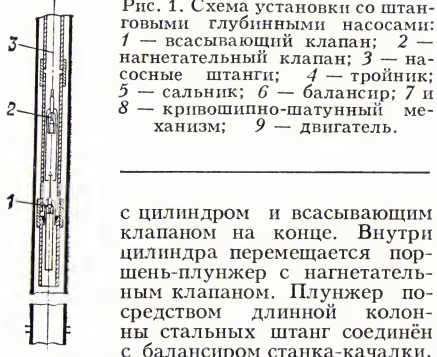 Рис. 1. Схема установки со штан-
говыми глубинными насосами:
1 — всасывающий клапан; 2 —
нагнетательный клапан; 3 — на-
сосные штанги; 4 — тройник;
5 — сальник; 6 — балансир; 7 и
8 — кривошипно-шатунный ме-
ханизм; 9 — двигатель.
3
2
1
с цилиндром и всасывающим
клапаном на конце. Внутри
цилиндра перемещается пор-
шень-плунжер с нагнетатель-
ным клапаном. Плунжер по-
средством длинной колон-
ны стальных штанг соединён
с балансиром станка-качалки.